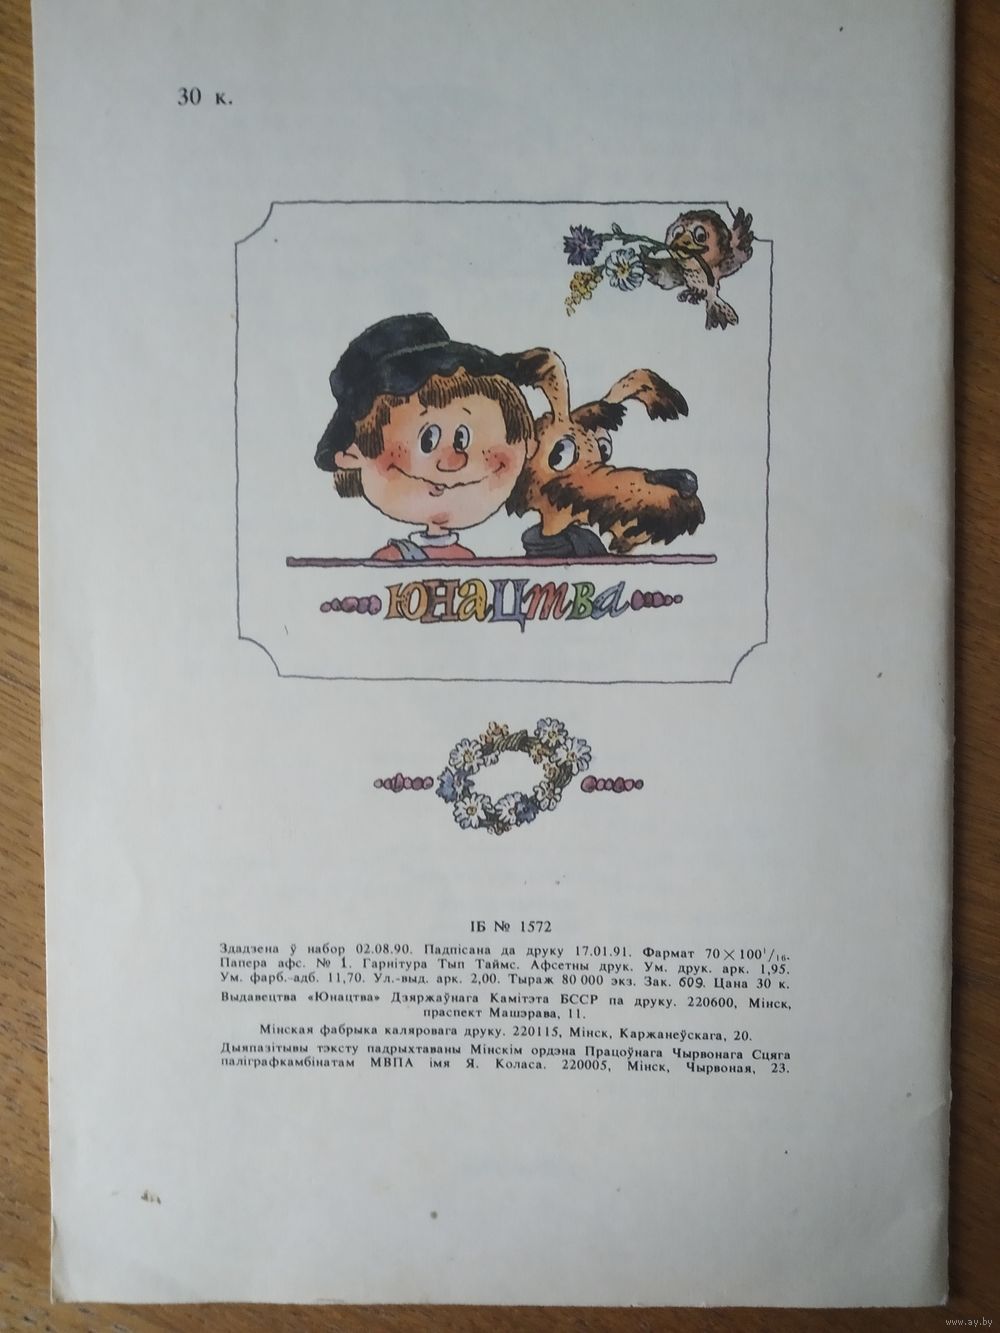 30 к.
юнацтва
ІБ № 1572
Здадзена ў набор 02.08.90. Падпісана да друку 17.01.91. Фармат 70×100¹/₁₆.
Папера афс. № 1. Гарнітура Тып Таймс. Афсетны друк. Ум. друк. арк. 1,95.
Ум. фарб.-адб. 11,70. Ул.-выд. арк. 2,00. Тыраж 80 000 экз. Зак. 609. Цана 30 к.
Выдавецтва «Юнацтва» Дзяржаўнага Камітэта БССР па друку. 220600, Мінск,
праспект Машэрава, 11.
Мінская фабрыка каляровага друку. 220115, Мінск, Каржанеўскага, 20.
Дыяпазітывы тэксту падрыхтаваны Мінскім ордэна Працоўнага Чырвонага Сцяга
паліграфкамбінатам МВПА імя Я. Коласа. 220005, Мінск, Чырвоная, 23.
www.ay.by